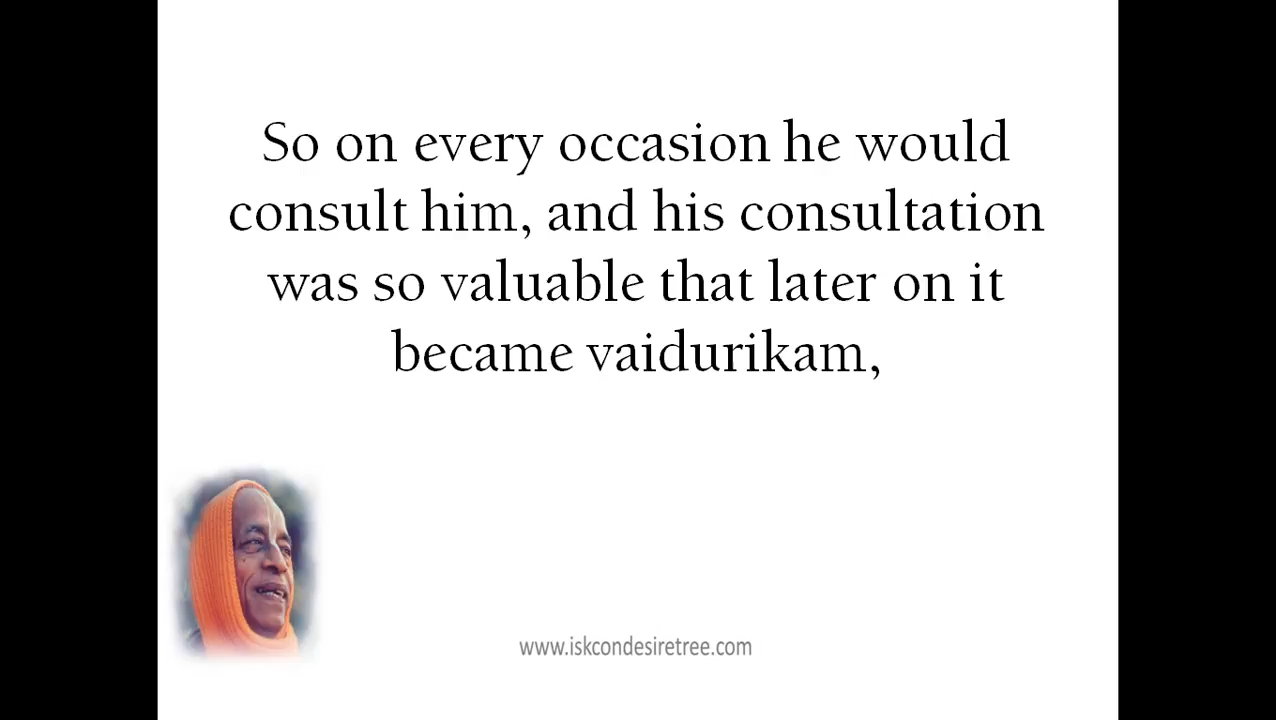 So on every occasion he would
consult him, and his consultation
was so valuable that later on it
became vaidurikam,
www.iskcondesiretree.com